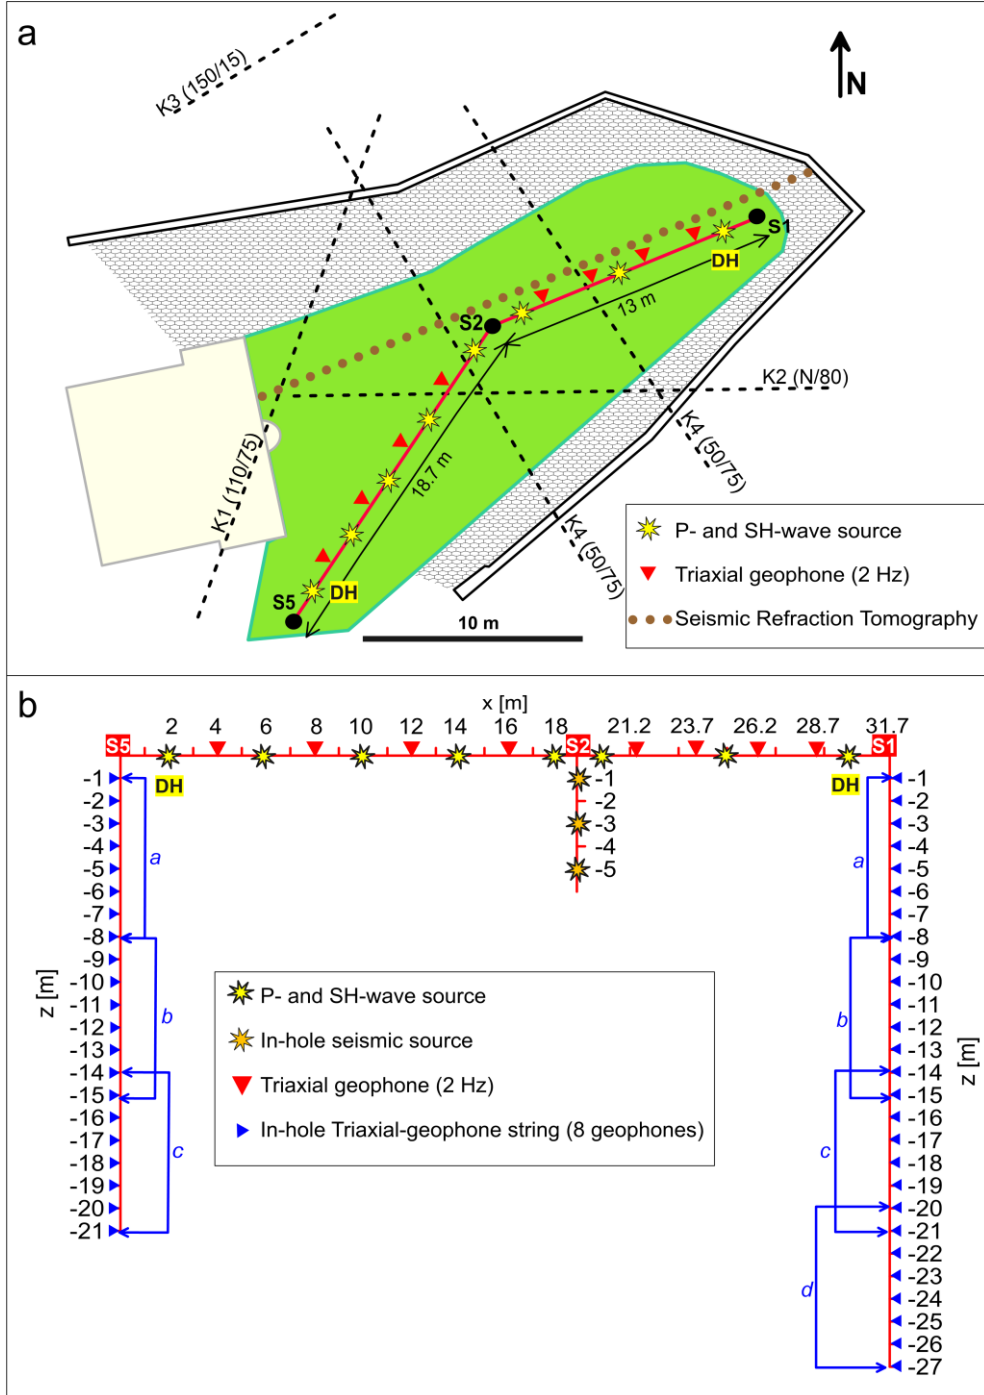 a
K3 (150/15)
N
S1
DH
13 m
S2
K2 (N/80)
K4 (50/75)
K1 (110/75)
18.7 m
K4 (50/75)
S5
DH
10 m
P- and SH-wave source
Triaxial geophone (2 Hz)
Seismic Refraction Tomography
b
x [m]
2 4 6 8 10 12 14 16 18 21.2 23.7 26.2 28.7 31.7
S5 S2 S1
DH DH
-1 -1 -1
-2 -2 -2
-3 -3 -3
-4 -4 -4
a a
-5 -5 -5
-6 -6
-7 -7
-8 -8
-9 -9
-10 -10
-11 -11
b b
-12 -12
-13 -13
-14 -14
-15 -15
-16 -16
-17 -17
c c
-18 -18
-19 -19
-20 -20
-21 -21
-22
-23
-24
d
-25
-26
-27
z [m]
z [m]
P- and SH-wave source
In-hole seismic source
Triaxial geophone (2 Hz)
In-hole Triaxial-geophone string (8 geophones)